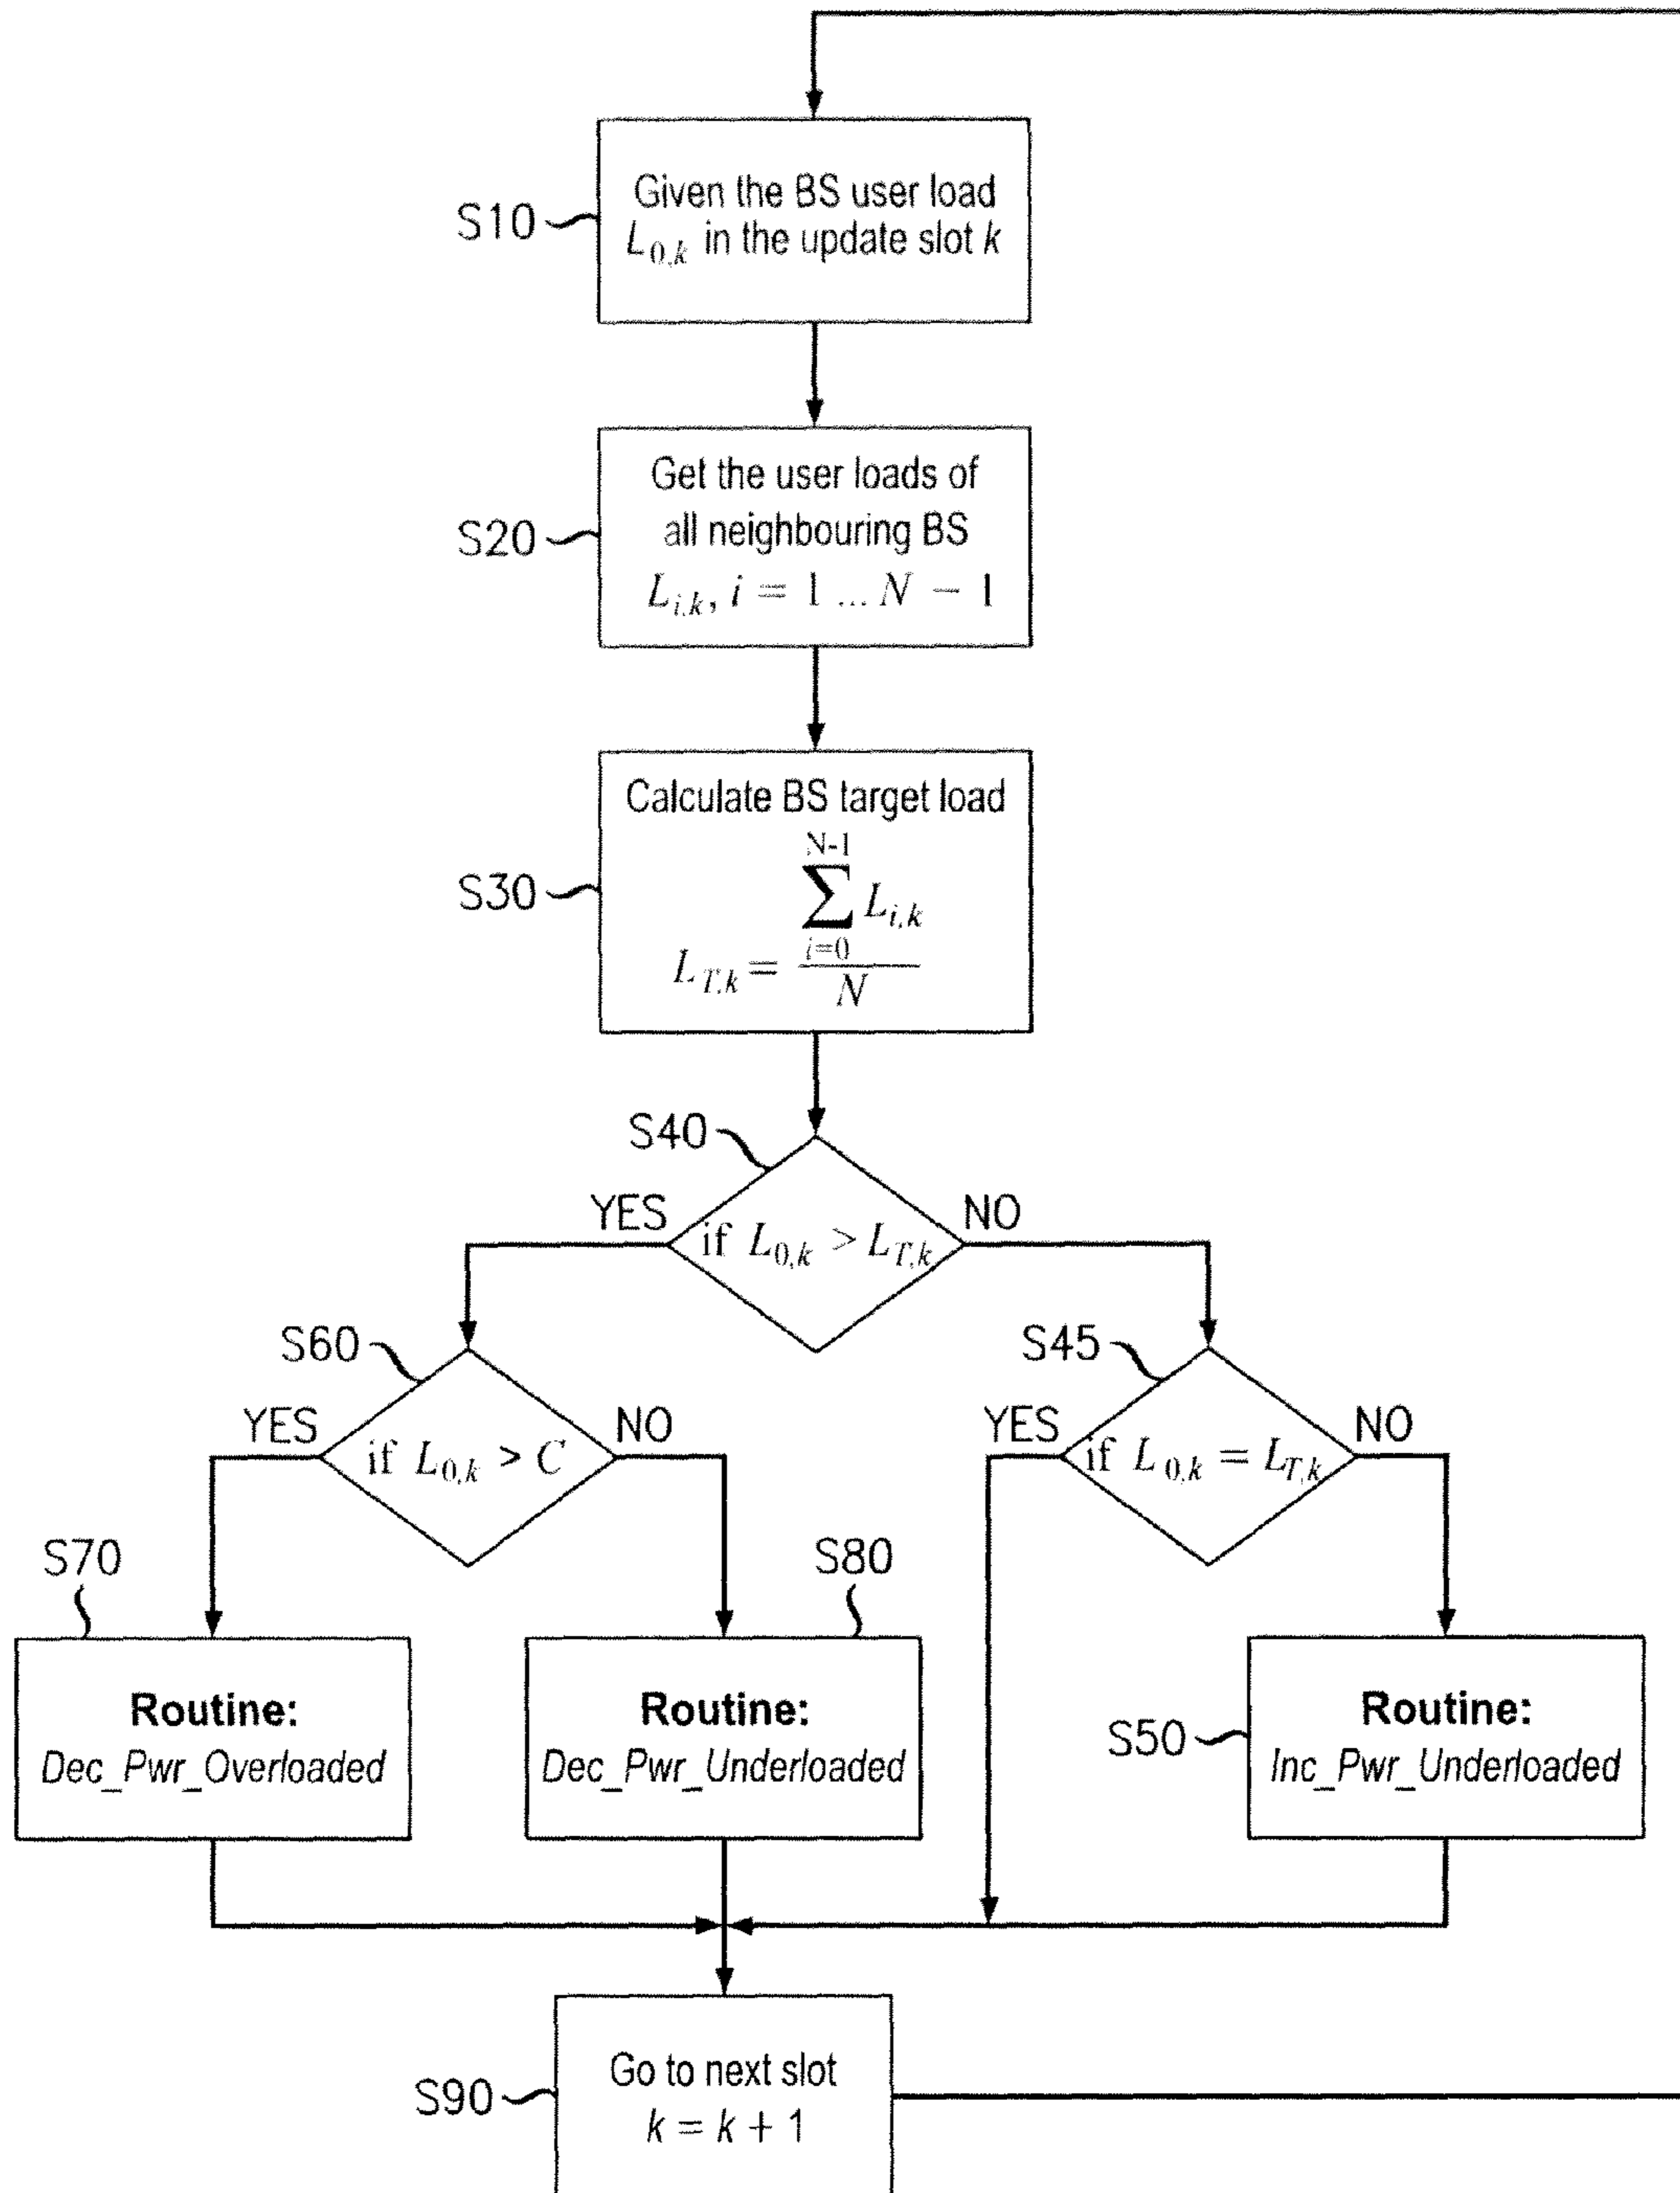 S10
Given the BS user load
L0,k in the update slot k
S20
Get the user loads of
all neighbouring BS
Li,k, i = 1 ... N − 1
S30
Calculate BS target load
N-1
∑ Li,k
i=0
LT,k =
N
S40
YES
if L0,k > LT,k
NO
S60
YES
if L0,k > C
NO
S45
YES
if L0,k = LT,k
NO
S70
Routine:
Dec_Pwr_Overloaded
S80
Routine:
Dec_Pwr_Underloaded
S50
Routine:
Inc_Pwr_Underloaded
S90
Go to next slot
k = k + 1